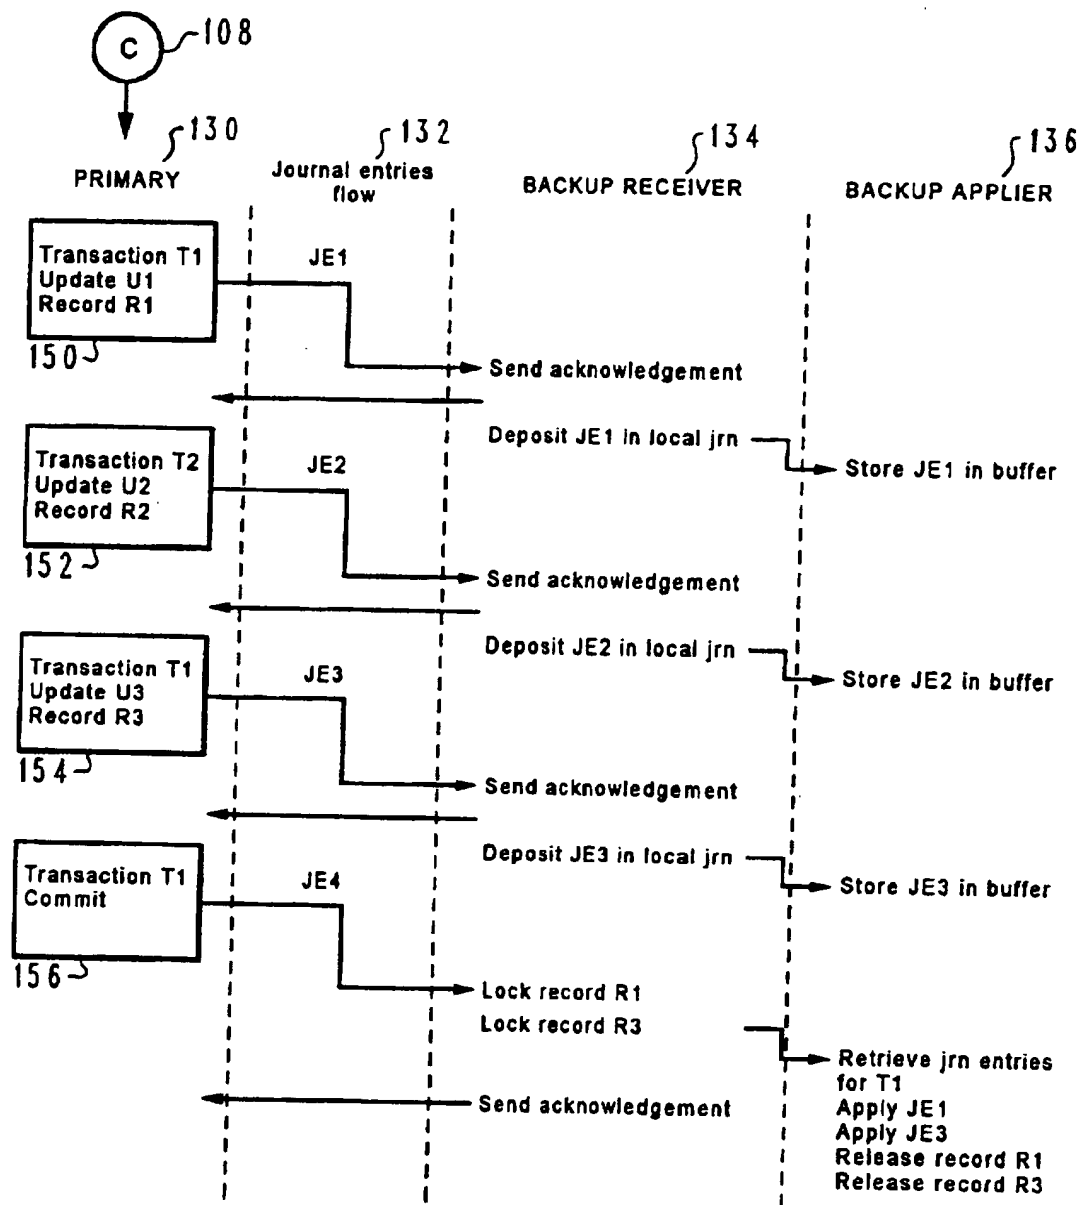 C
108
130
132
134
136
PRIMARY
Journal entries
flow
BACKUP RECEIVER
BACKUP APPLIER
Transaction T1
Update U1
Record R1
150
JE1
Send acknowledgement
Deposit JE1 in local jrn
Store JE1 in buffer
Transaction T2
Update U2
Record R2
152
JE2
Send acknowledgement
Deposit JE2 in local jrn
Store JE2 in buffer
Transaction T1
Update U3
Record R3
154
JE3
Send acknowledgement
Deposit JE3 in local jrn
Store JE3 in buffer
Transaction T1
Commit
156
JE4
Lock record R1
Lock record R3
Retrieve jrn entries
for T1
Apply JE1
Apply JE3
Release record R1
Release record R3
Send acknowledgement